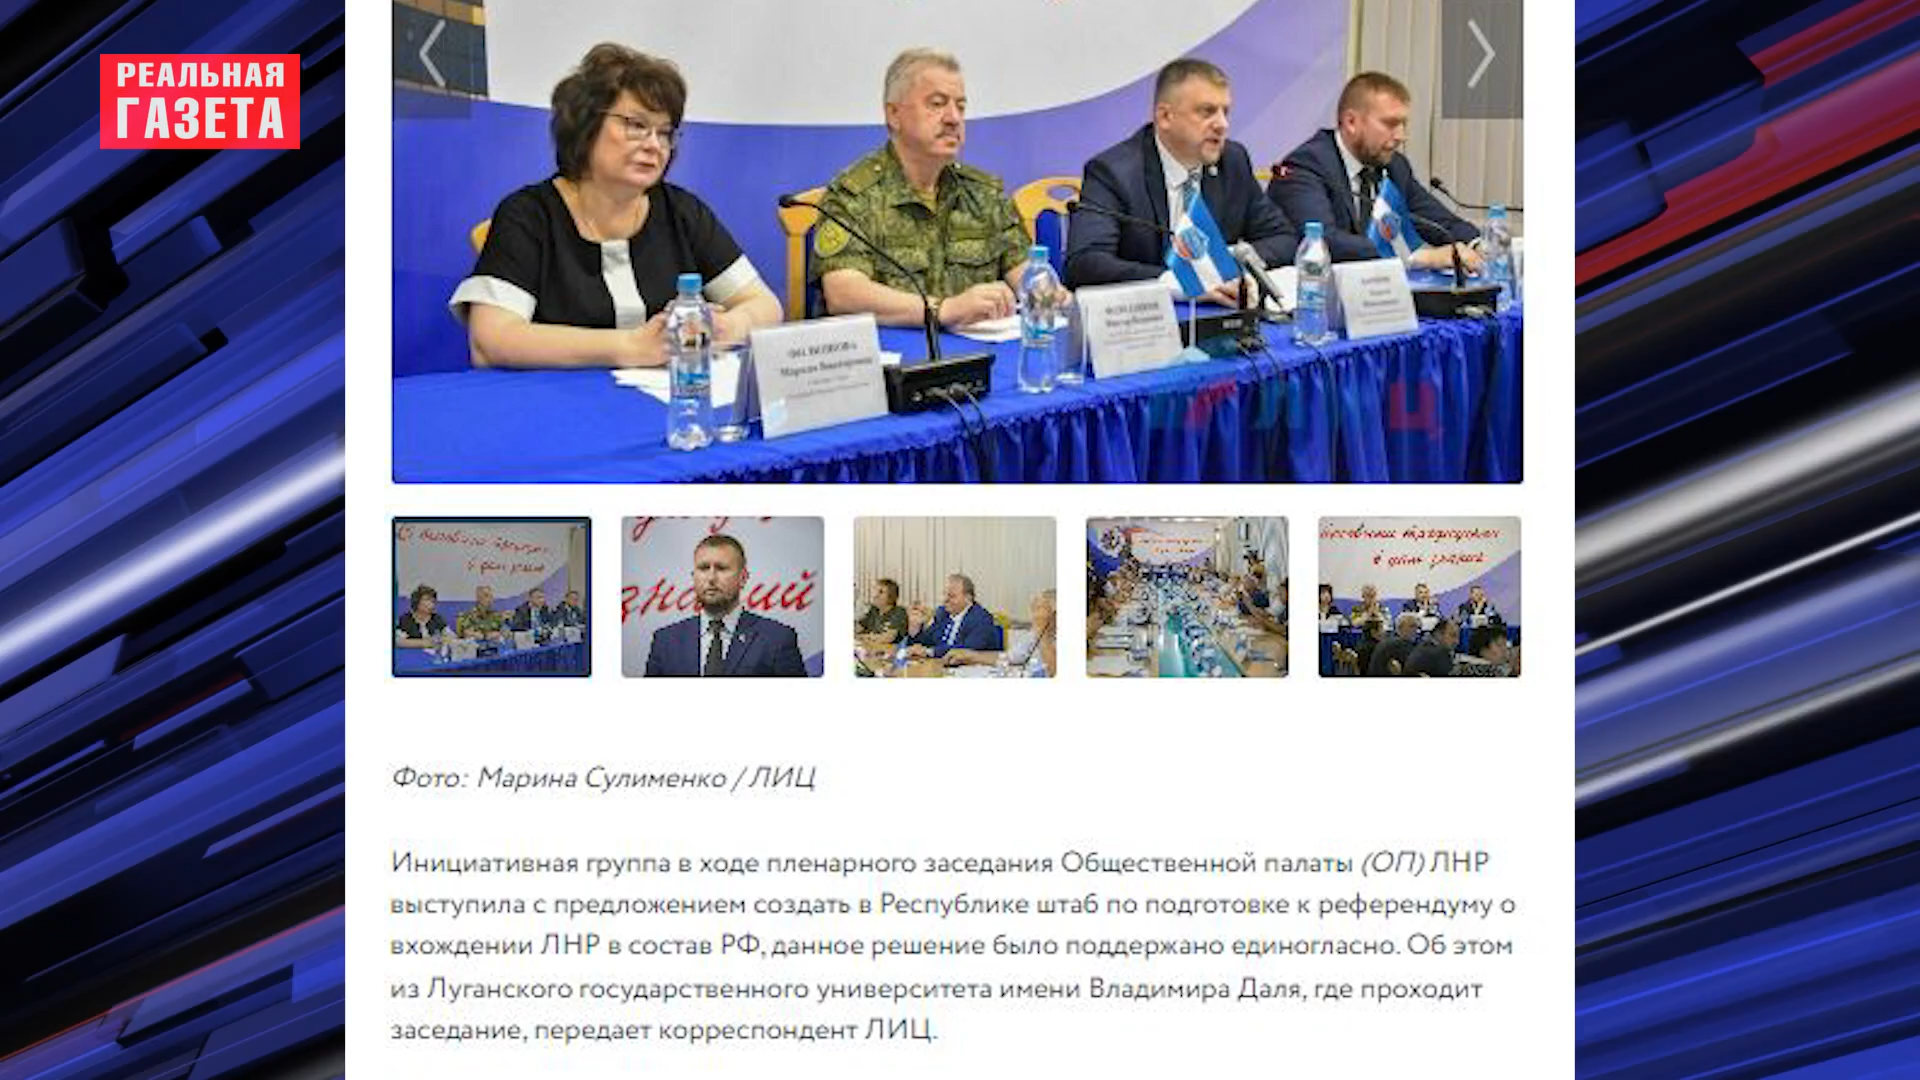 РЕАЛЬНАЯ
ГАЗЕТА
Фото: Марина Сулименко / ЛИЦ
Инициативная группа в ходе пленарного заседания Общественной палаты (ОП) ЛНР
выступила с предложением создать в Республике штаб по подготовке к референдуму о
вхождении ЛНР в состав РФ, данное решение было поддержано единогласно. Об этом
из Луганского государственного университета имени Владимира Даля, где проходит
заседание, передает корреспондент ЛИЦ.